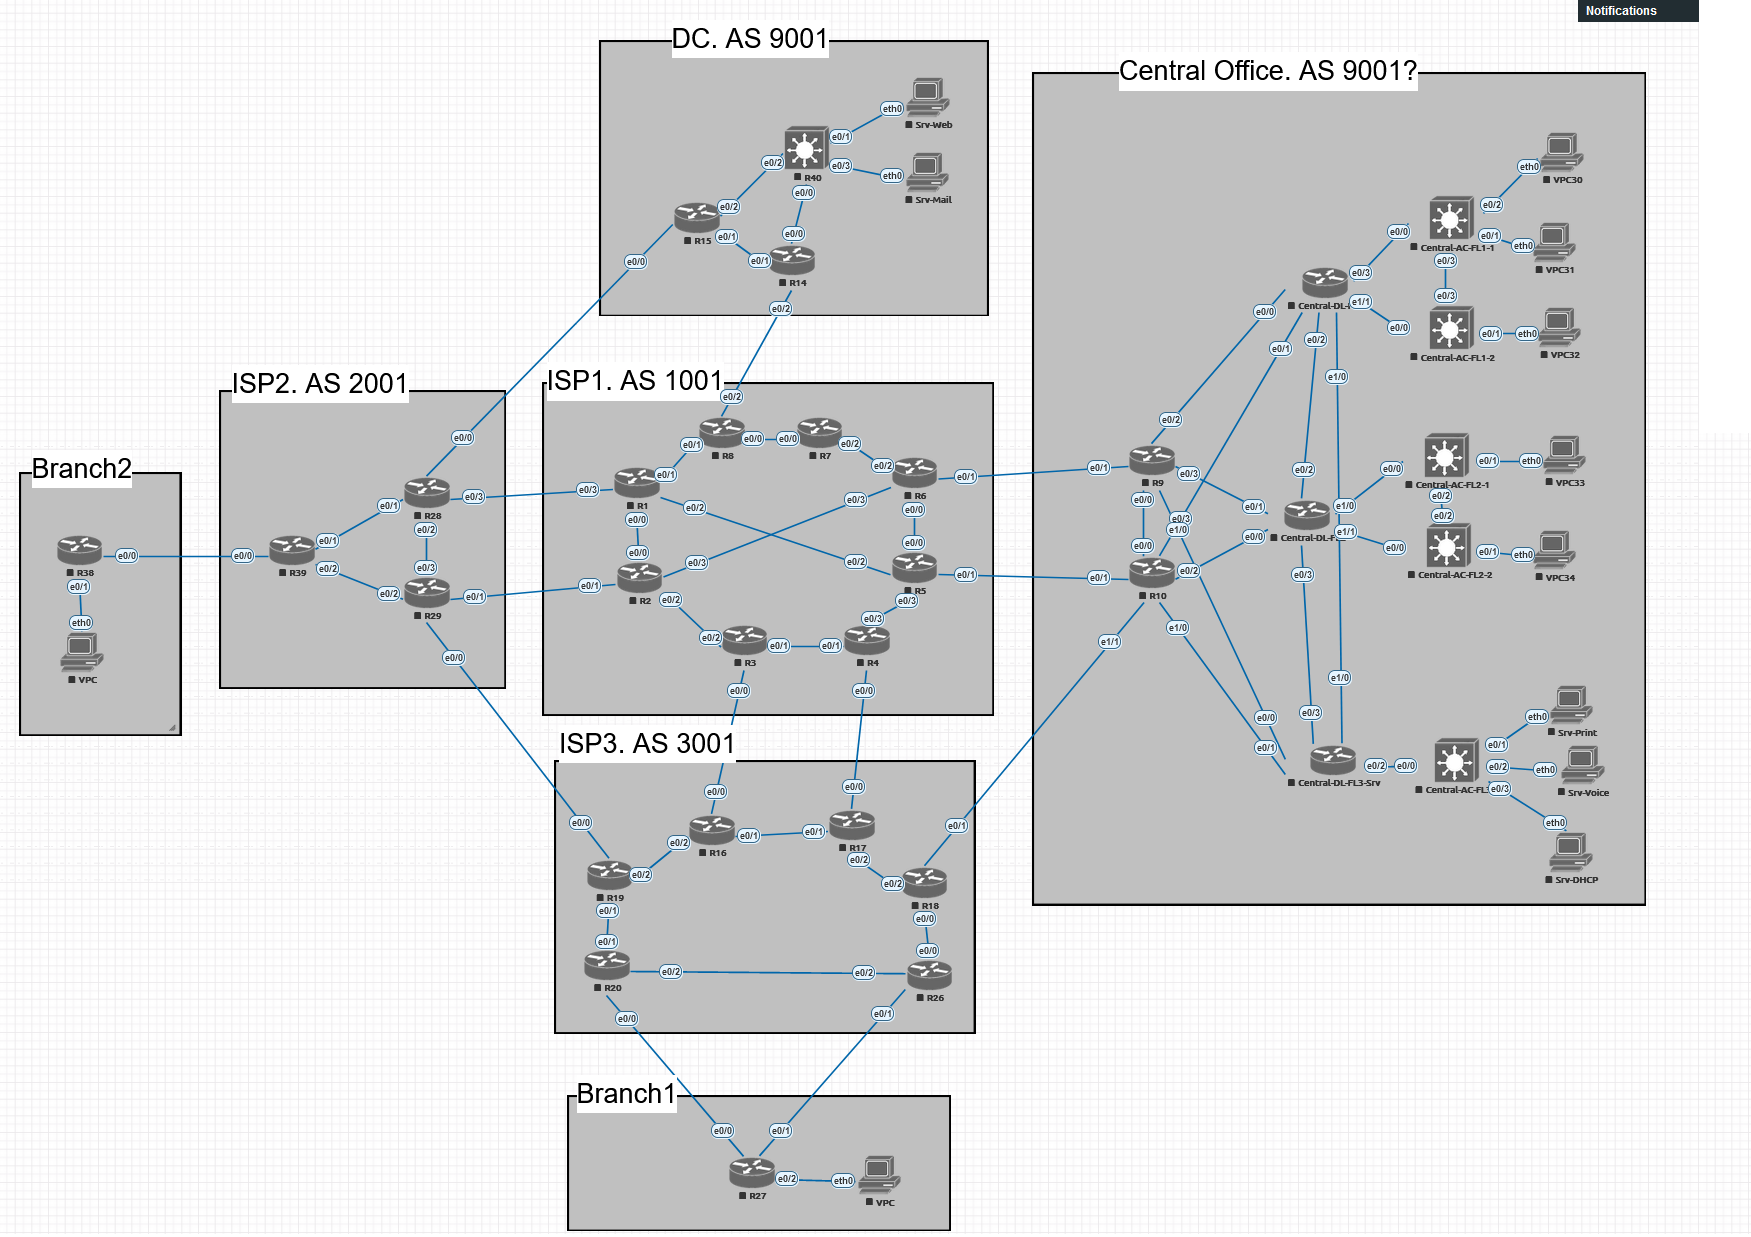 Notifications
DC. AS 9001
eth0
Srv-Web
e0/1
e0/2
R40
e0/3
eth0
Srv-Mail
e0/0
e0/2
R15
e0/1
e0/0
e0/1
R14
e0/0
e0/2
Central Office. AS 9001?
eth0
VPC30
e0/2
e0/0
Central-AC-FL1-1
e0/1
eth0
VPC31
e0/3
e0/3
e0/3
Central-DL-
e1/1
e0/0
Central-AC-FL1-2
e0/1
eth0
VPC32
e0/0
e0/1
e0/2
e1/0
e0/2
e0/1
R9
e0/3
e0/0
e0/0
e0/3
e1/0
e0/1
e0/0
e0/2
Central-DL-F
e1/0
e1/1
e0/0
Central-AC-FL2-1
e0/1
eth0
VPC33
e0/2
e0/2
e0/0
Central-AC-FL2-2
e0/1
eth0
VPC34
e0/1
R10
e0/2
e1/0
e1/1
e0/3
e0/3
e1/0
e0/0
e0/1
Central-DL-FL3-Srv
e0/2
e0/0
Central-AC-FL
e0/1
eth0
Srv-Print
e0/2
eth0
Srv-Voice
e0/3
eth0
Srv-DHCP
ISP2. AS 2001
e0/0
e0/3
R28
e0/1
e0/2
e0/3
e0/1
e0/0
R39
e0/2
e0/2
R29
e0/1
e0/0
Branch2
R38
e0/0
e0/1
eth0
VPC
ISP1. AS 1001
e0/2
e0/1
R8
e0/0
e0/0
R7
e0/2
e0/2
R6
e0/1
e0/0
e0/3
R1
e0/1
e0/2
e0/0
e0/3
e0/0
e0/0
e0/1
R2
e0/3
e0/2
e0/2
R5
e0/1
e0/3
e0/3
e0/2
R3
e0/1
e0/1
R4
e0/0
e0/0
ISP3. AS 3001
e0/0
e0/0
e0/0
e0/2
R16
e0/1
e0/1
R17
e0/2
e0/1
e0/2
R18
R19
e0/2
e0/1
e0/1
e0/0
e0/0
R20
e0/2
e0/2
R26
e0/0
e0/1
Branch1
e0/0
e0/1
R27
e0/2
eth0
VPC